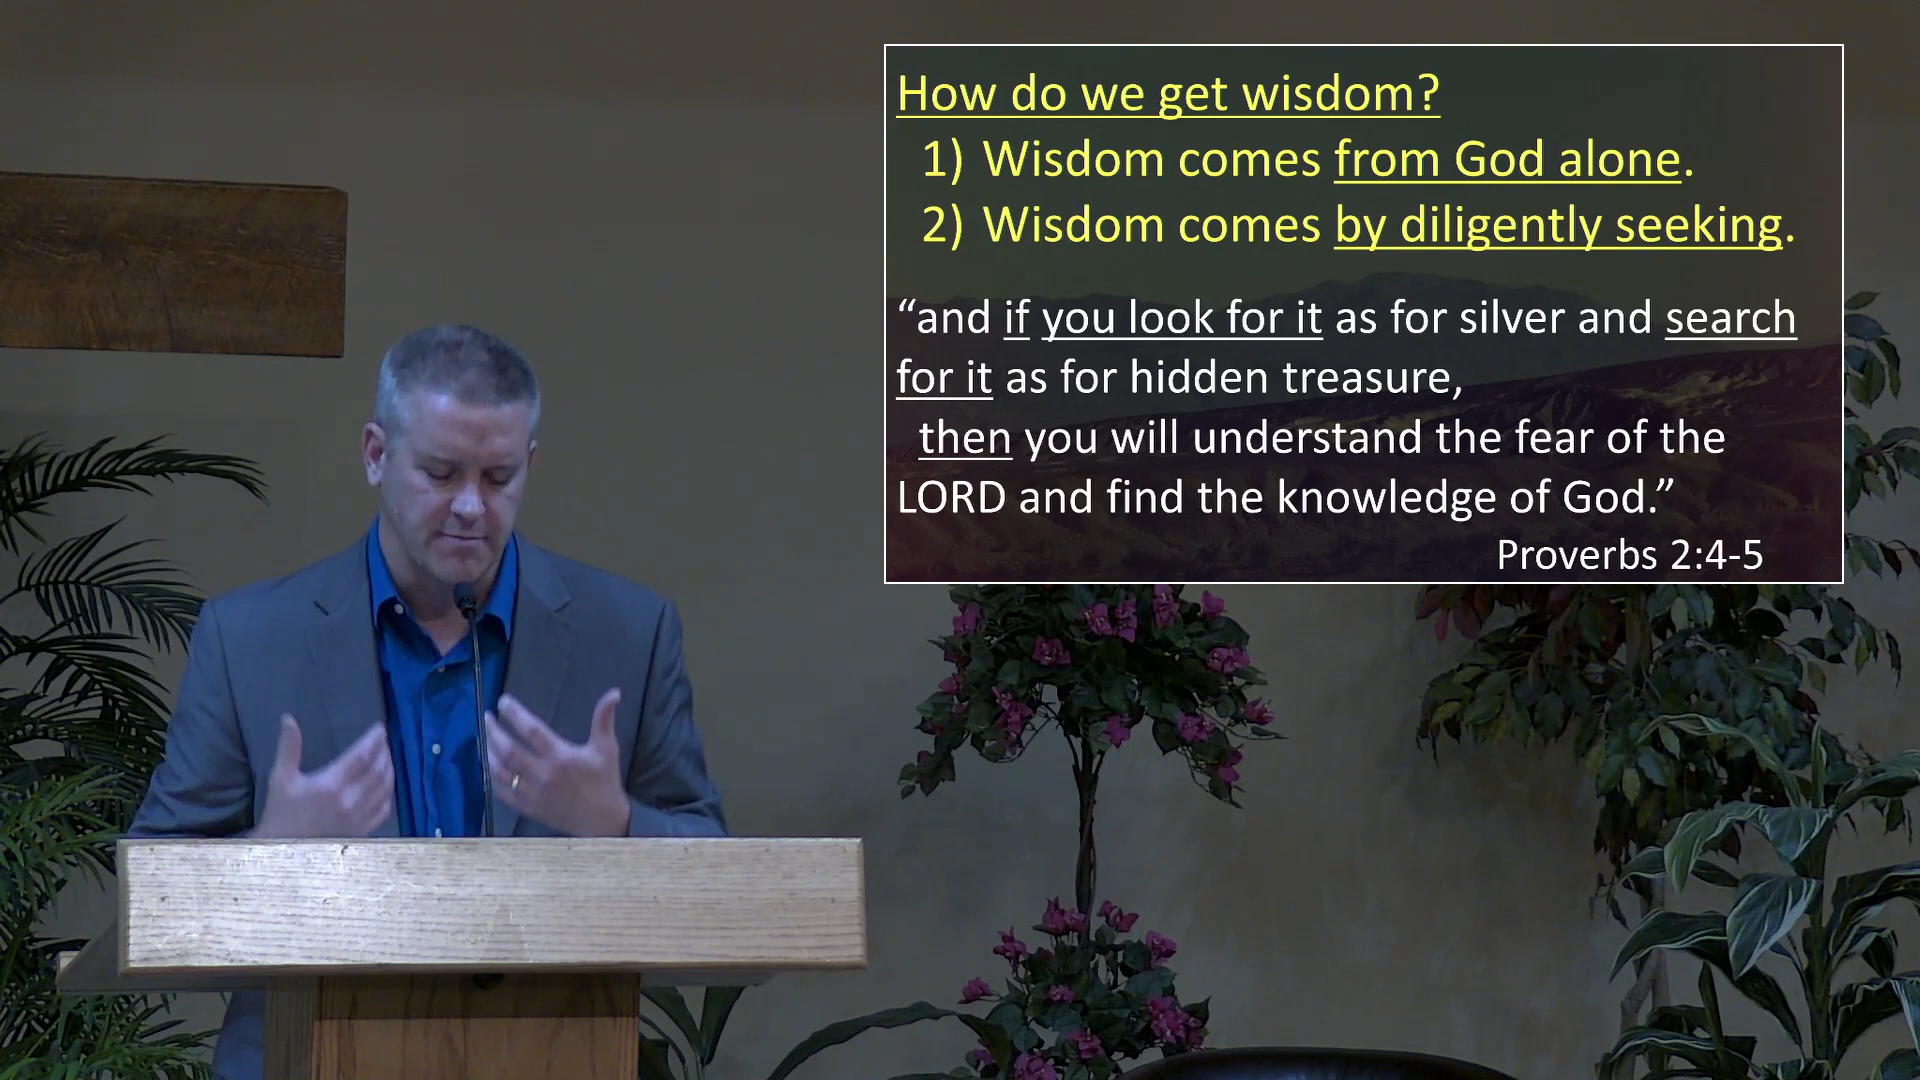 How do we get wisdom?
1) Wisdom comes from God alone.
2) Wisdom comes by diligently seeking.
“and if you look for it as for silver and search
for it as for hidden treasure,
then you will understand the fear of the
LORD and find the knowledge of God.”
Proverbs 2:4-5